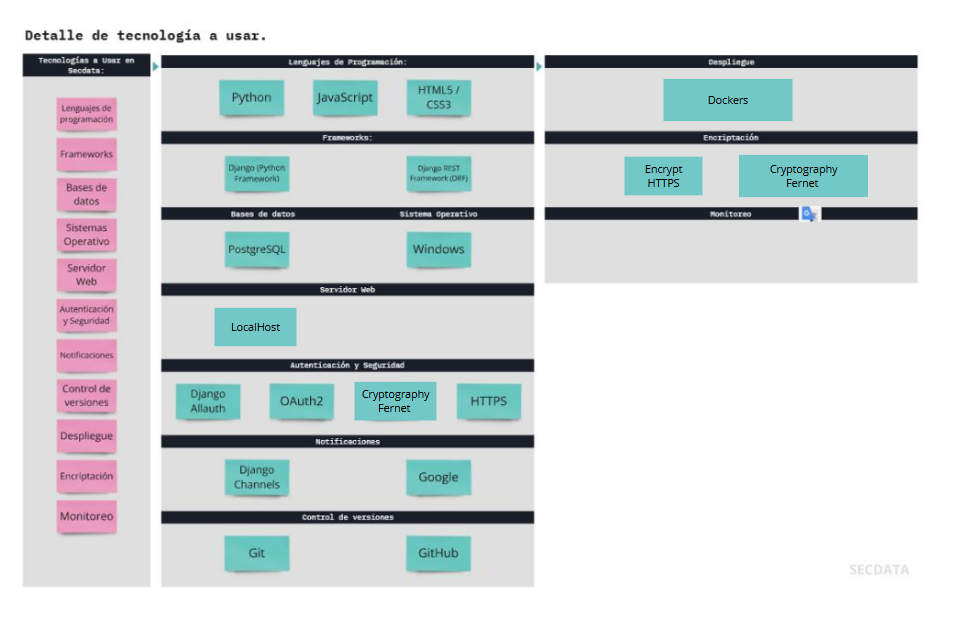 Detalle de tecnología a usar.
Tecnologías a Usar en
Secdata:
Lenguajes de
programación
Frameworks
Bases de
datos
Sistemas
Operativo
Servidor
Web
Autenticación
y Seguridad
Notificaciones
Control de
versiones
Despliegue
Encriptación
Monitoreo
Lenguajes de Programación:
Python
JavaScript
HTML5 /
CSS3
Frameworks:
Django (Python
Framework)
Django REST
Framework (DRF)
Bases de datos
Sistema Operativo
PostgreSQL
Windows
Servidor Web
LocalHost
Autenticación y Seguridad
Django
Allauth
OAuth2
Cryptography
Fernet
HTTPS
Notificaciones
Django
Channels
Google
Control de versiones
Git
GitHub
Despliegue
Dockers
Encriptación
Encrypt
HTTPS
Cryptography
Fernet
Monitoreo
G
SECDATA